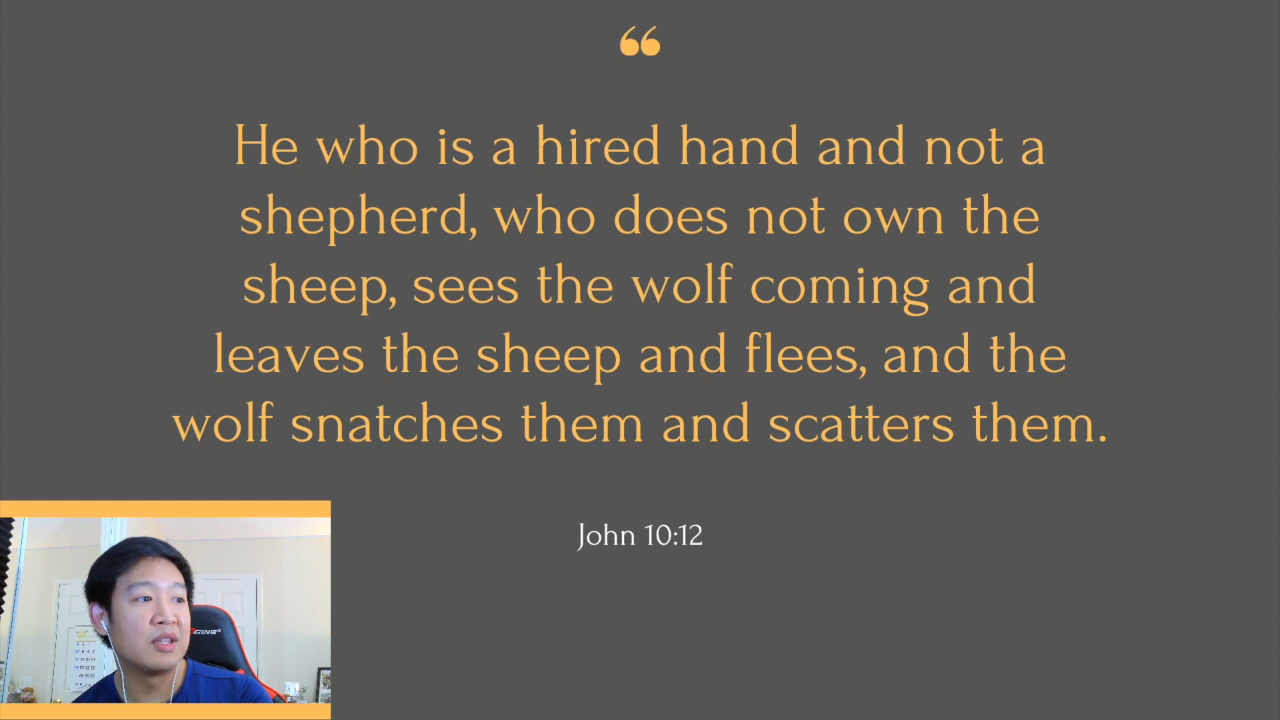 “
He who is a hired hand and not a
shepherd, who does not own the
sheep, sees the wolf coming and
leaves the sheep and flees, and the
wolf snatches them and scatters them.
John 10:12